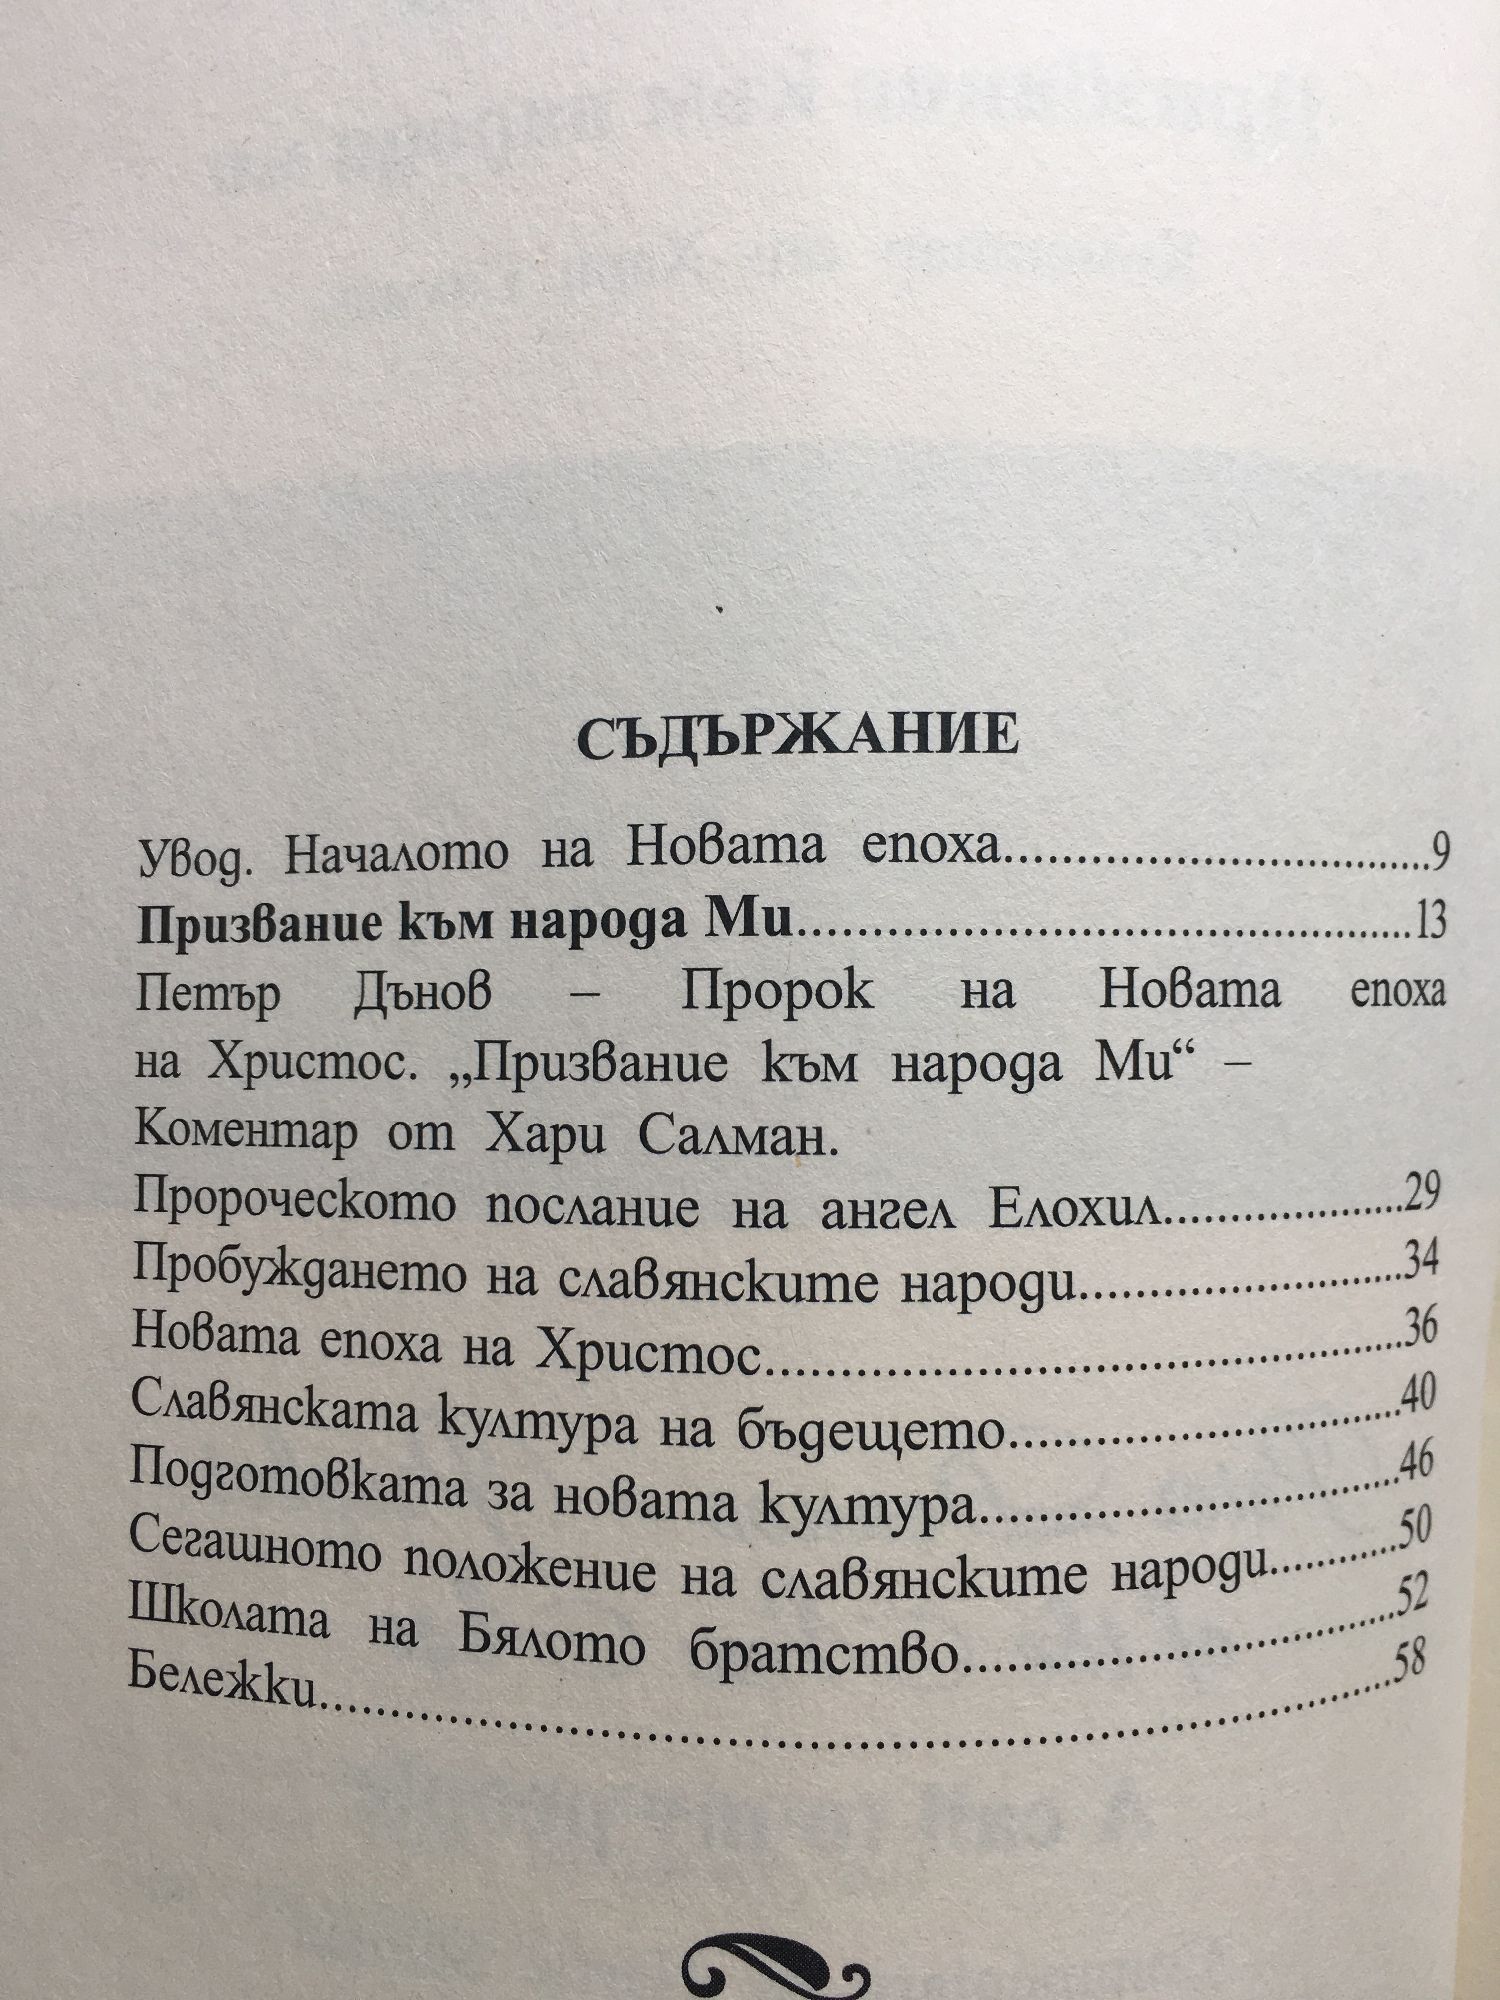 СЪДЪРЖАНИЕ
Увод. Началото на Новата епоха..............................9
Призвание към народа Ми..........................................13
Петър Дънов – Пророк на Новата епоха
на Христос. „Призвание към народа Ми“ –
Коментар от Хари Салман.
Пророческото послание на ангел Елохил....................29
Пробуждането на славянските народи..........................34
Новата епоха на Христос.............................................36
Славянската култура на бъдещето..............................40
Подготовката за новата култура................................46
Сегашното положение на славянските народи............50
Школата на Бялото братство..................................52
Бележки..................................................................................58